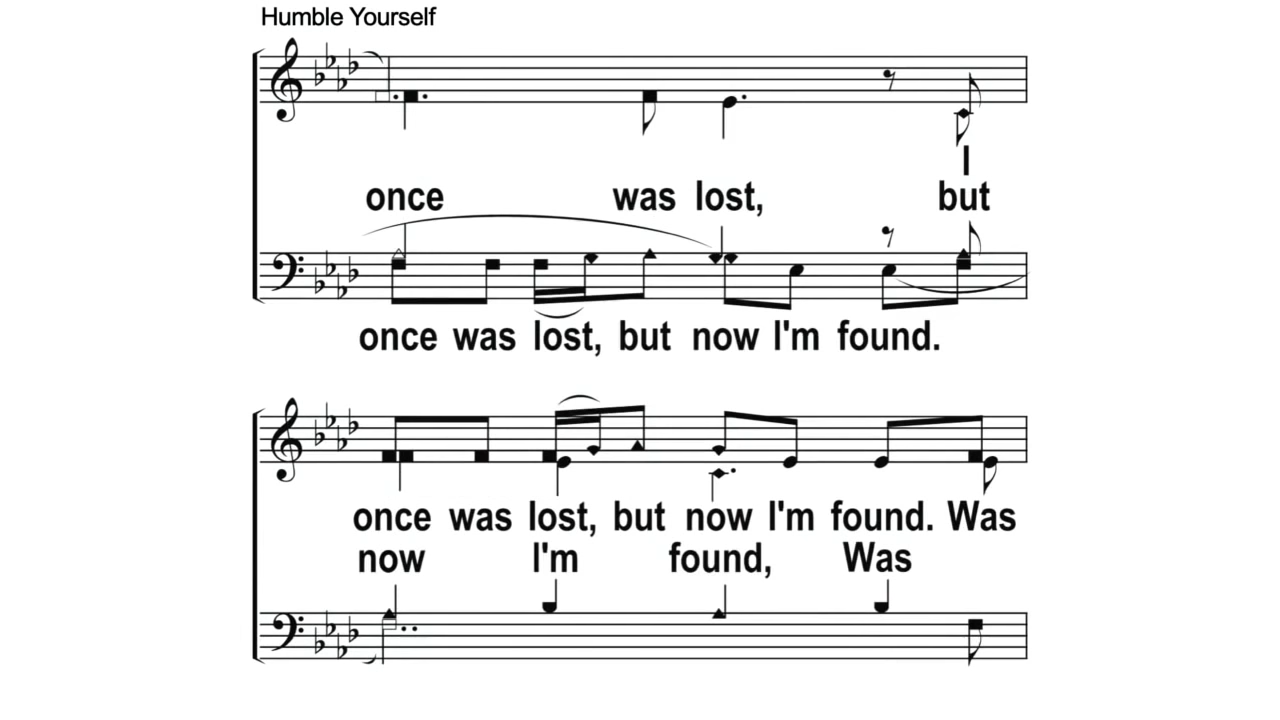 Humble Yourself
I
once was lost, but
once was lost, but now I'm found.
once was lost, but now I'm found. Was
now I'm found, Was